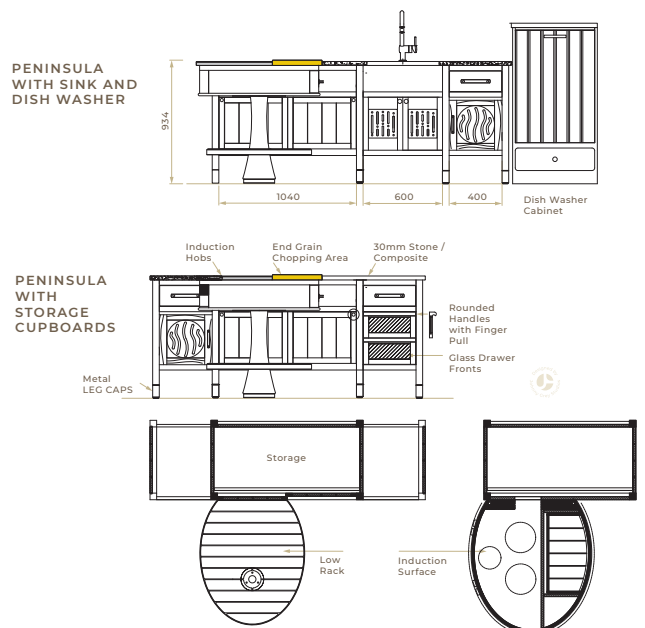 PENINSULA
WITH SINK AND
DISH WASHER
934
1040
600
400
Dish Washer
Cabinet
Induction
Hobs
End Grain
Chopping Area
30mm Stone /
Composite
PENINSULA
WITH
STORAGE
CUPBOARDS
Rounded
Handles
with Finger
Pull
Glass Drawer
Fronts
Metal
LEG CAPS
Storage
Low
Rack
Induction
Surface